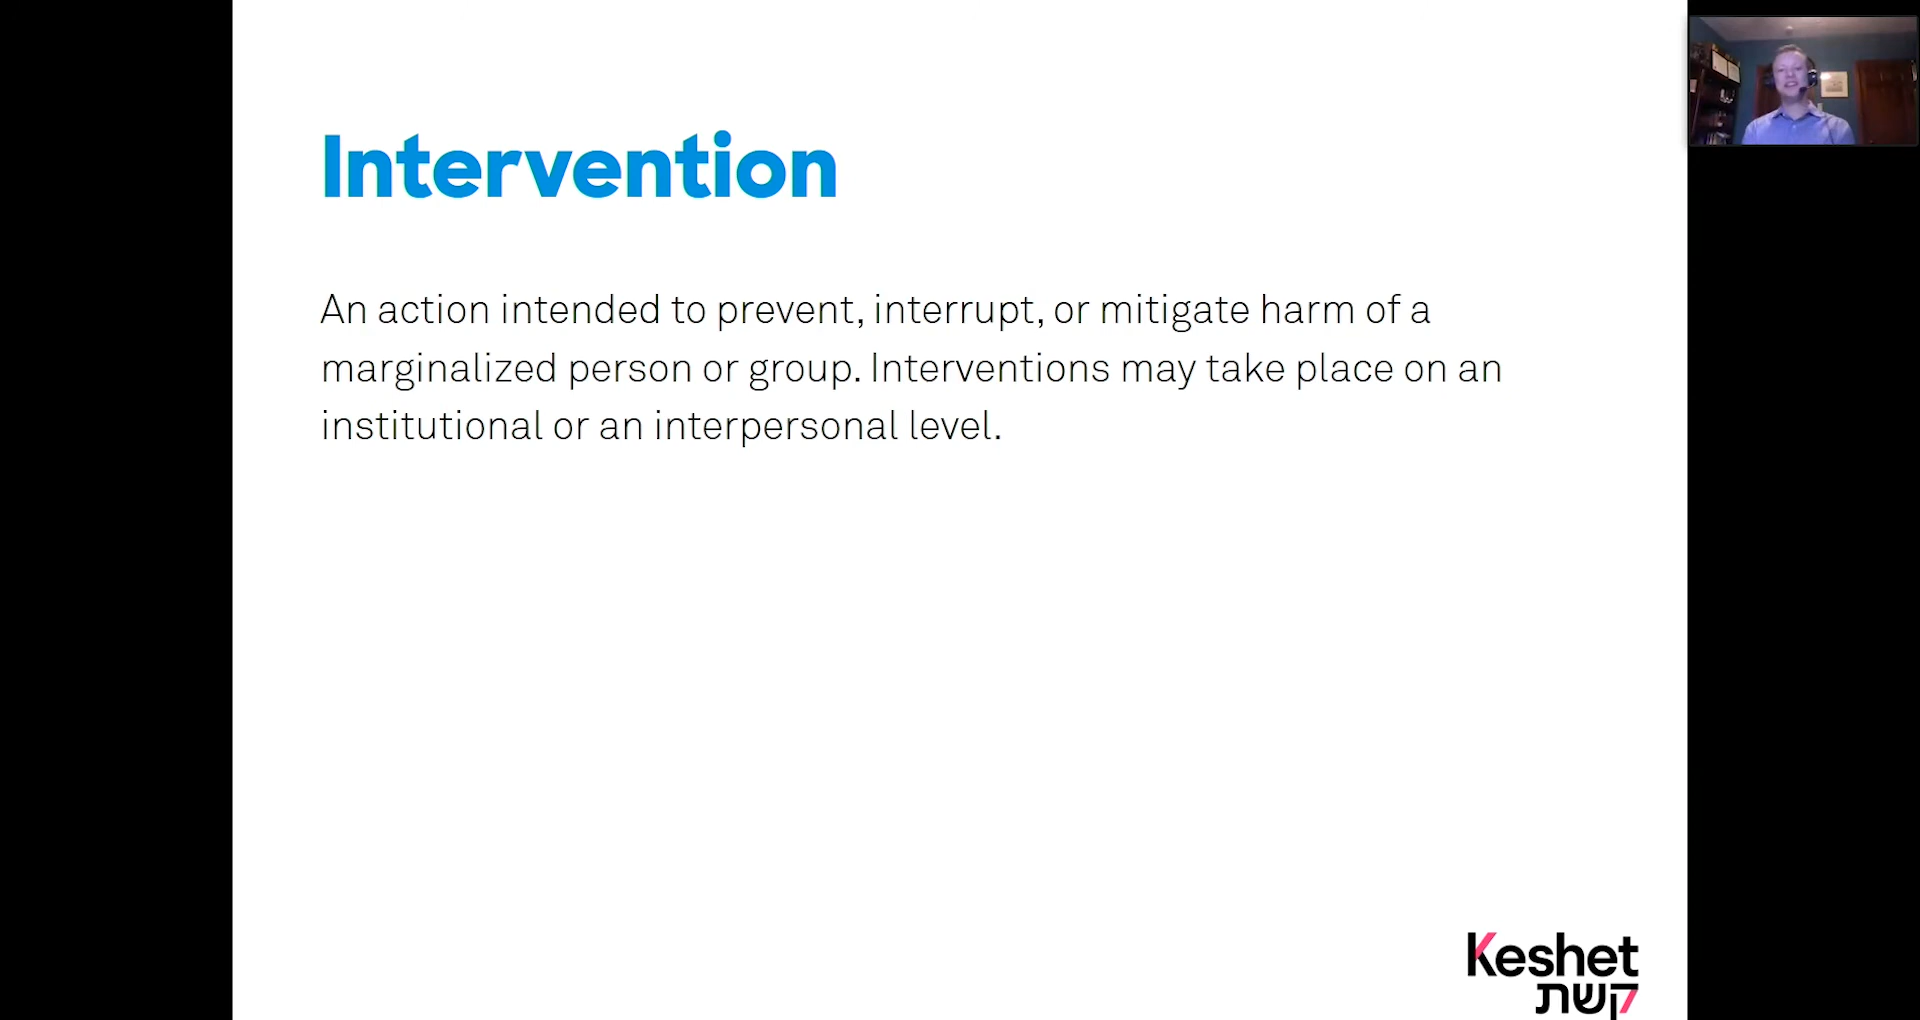 Intervention
An action intended to prevent, interrupt, or mitigate harm of a
marginalized person or group. Interventions may take place on an
institutional or an interpersonal level.
Keshet
קשת